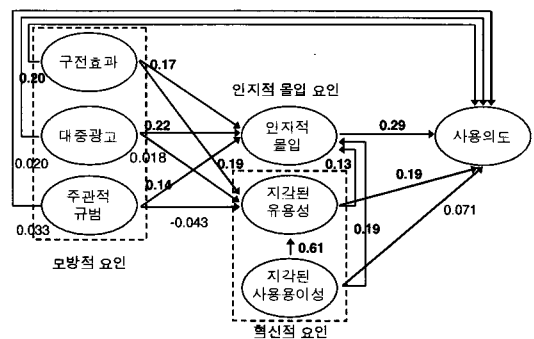 구전효과
0.17
0.20
인지적 몰입 요인
대중광고
0.22
인지적
몰입
0.29
사용의도
0.020
0.018
0.19
0.13
주관적
규범
0.14
지각된
유용성
0.19
0.033
-0.043
0.071
모방적 요인
0.61
0.19
지각된
사용용이성
혁신적 요인